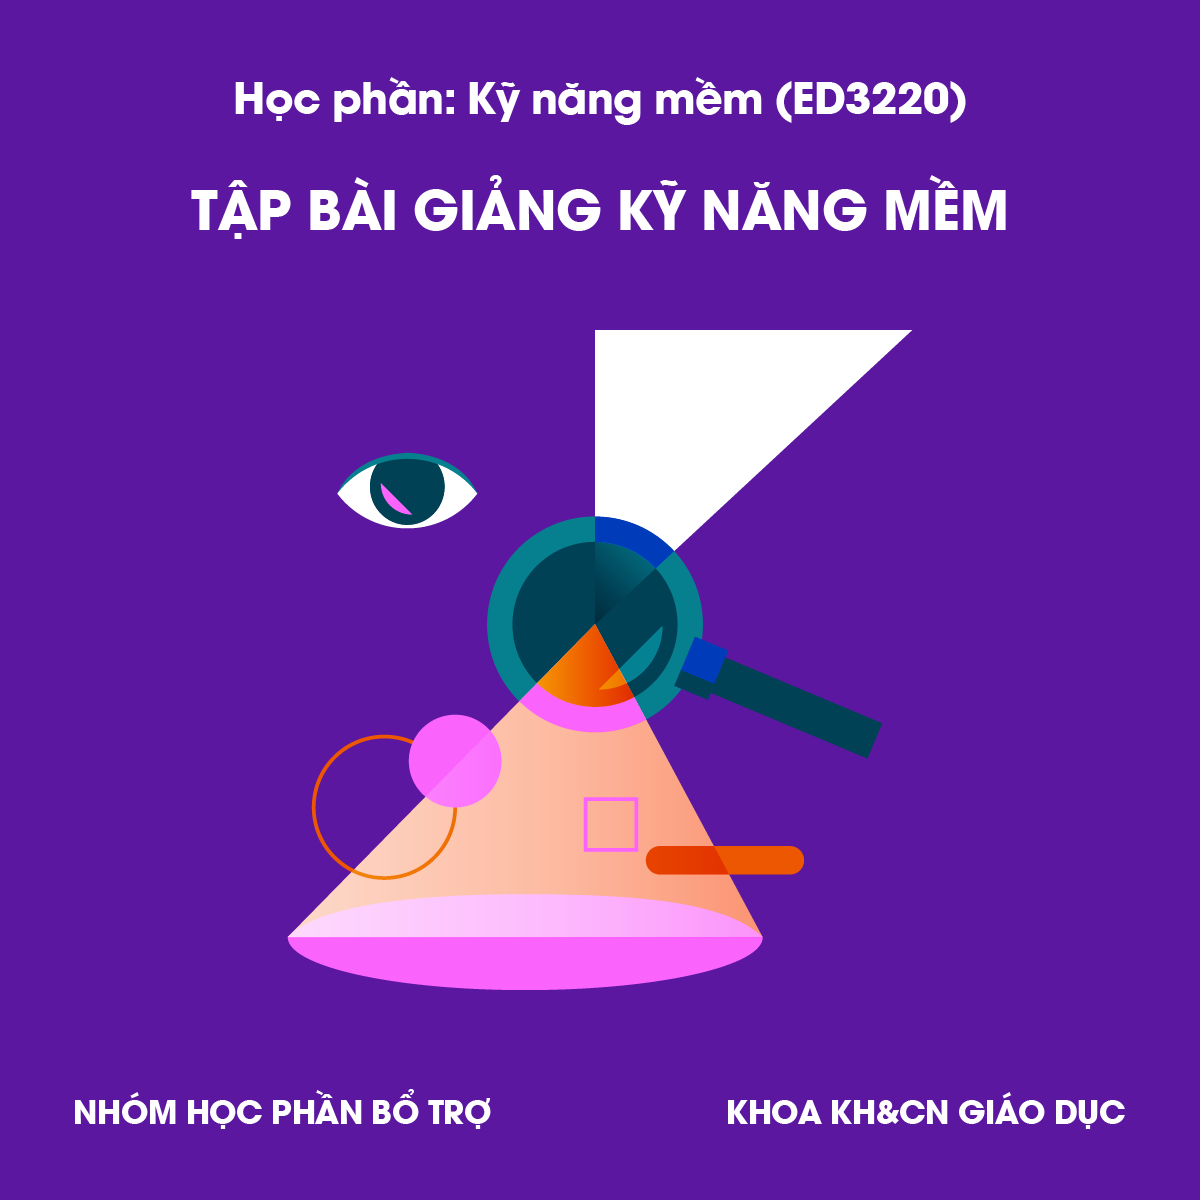 Học phần: Kỹ năng mềm (ED3220)
TẬP BÀI GIẢNG KỸ NĂNG MỀM
NHÓM HỌC PHẦN BỔ TRỢ
KHOA KH&CN GIÁO DỤC